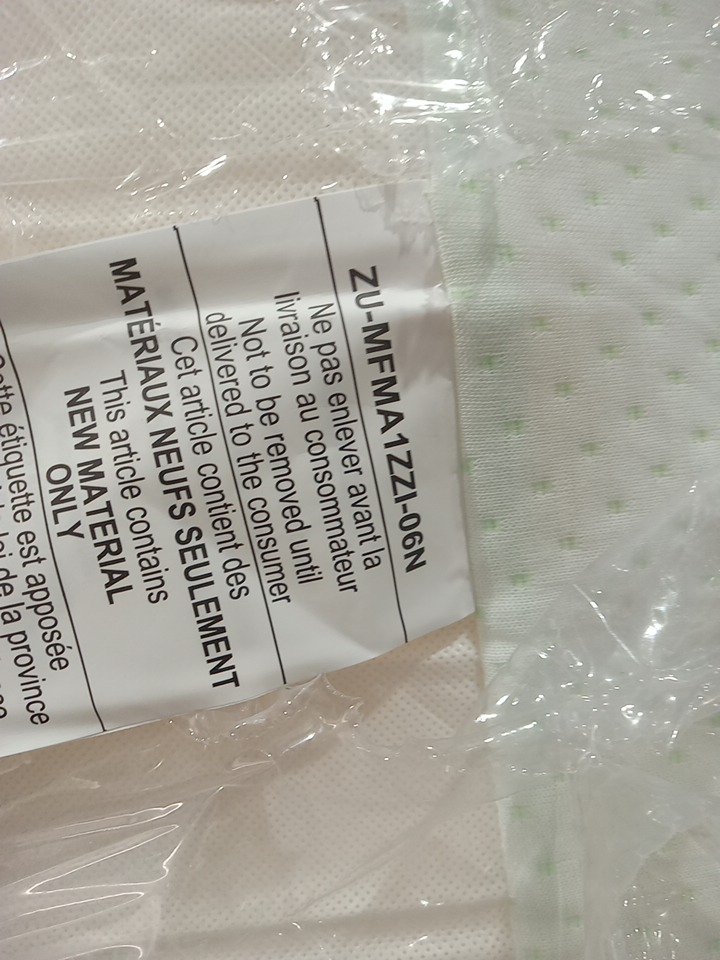 ZU-MFMA1ZZI-06N
Ne pas enlever avant la
livraison au consommateur
Not to be removed until
delivered to the consumer
Cet article contient des
MATÉRIAUX NEUFS SEULEMENT
This article contains
NEW MATERIAL
ONLY
étiquette est apposée
loi de la province